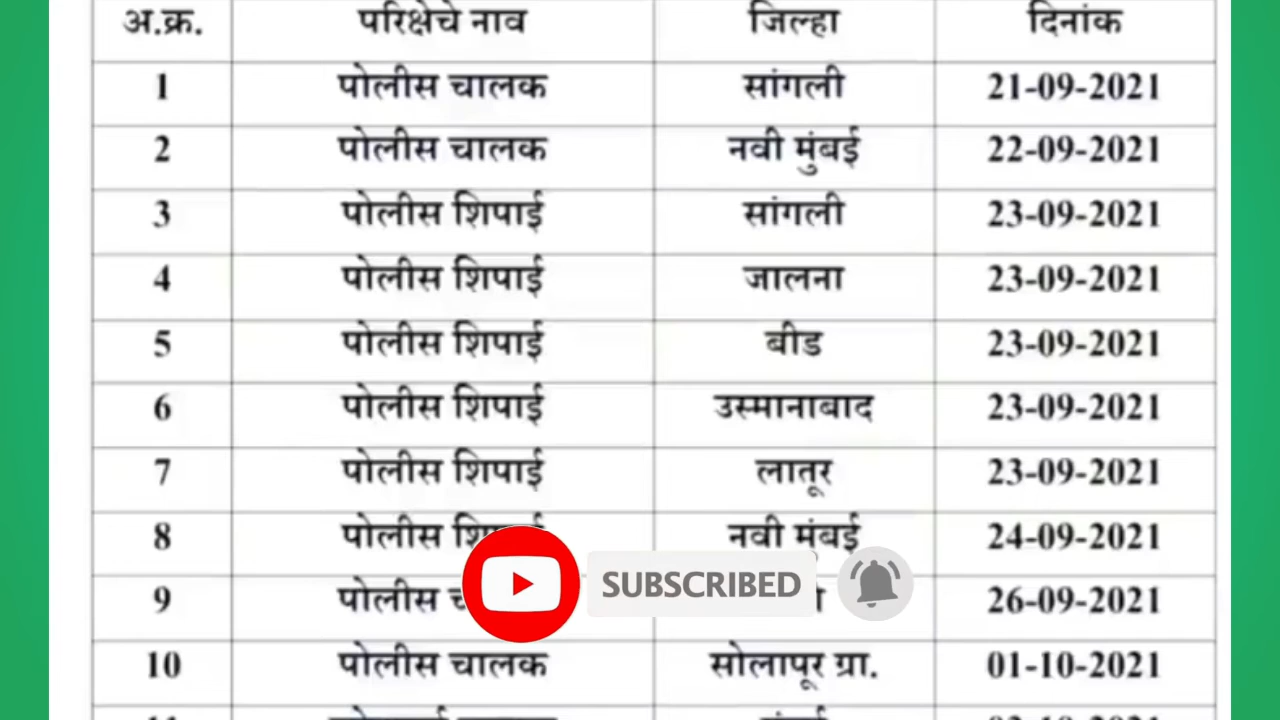 अ.क्र. परिक्षेचे नाव जिल्हा दिनांक
1 पोलीस चालक सांगली 21-09-2021
2 पोलीस चालक नवी मुंबई 22-09-2021
3 पोलीस शिपाई सांगली 23-09-2021
4 पोलीस शिपाई जालना 23-09-2021
5 पोलीस शिपाई बीड 23-09-2021
6 पोलीस शिपाई उस्मानाबाद 23-09-2021
7 पोलीस शिपाई लातूर 23-09-2021
8 पोलीस नवी मुंबई 24-09-2021
SUBSCRIBED
9 पोलीस 26-09-2021
10 पोलीस चालक सोलापूर ग्रा. 01-10-2021